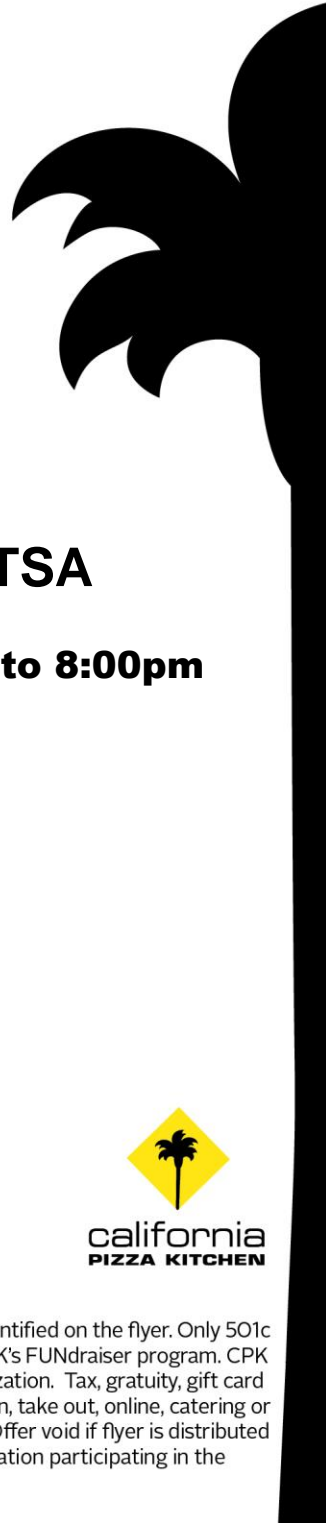 TSA
to 8:00pm
california
PIZZA KITCHEN
ntified on the flyer. Only 501c
K's FUNdraiser program. CPK
zation. Tax, gratuity, gift card
n, take out, online, catering or
Offer void if flyer is distributed
ation participating in the